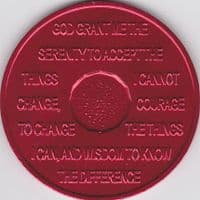 GOD GRANT ME THE
SERENITY TO ACCEPT THE
THINGS I CANNOT
CHANGE, COURAGE
TO CHANGE THE THINGS
I CAN, AND WISDOM TO KNOW
THE DIFFERENCE